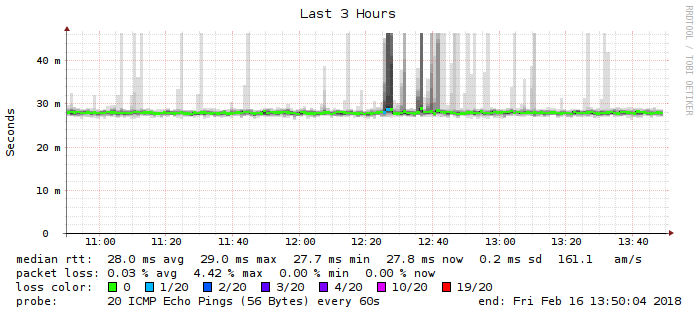 Last 3 Hours
RRDTOOL / TOBI OETIKER
Seconds
40 m
30 m
20 m
10 m
0
11:00 11:20 11:40 12:00 12:20 12:40 13:00 13:20 13:40
median rtt: 28.0 ms avg 29.0 ms max 27.7 ms min 27.8 ms now 0.2 ms sd 161.1 am/s
packet loss: 0.03 % avg 4.42 % max 0.00 % min 0.00 % now
loss color: 0 1/20 2/20 3/20 4/20 10/20 19/20
probe: 20 ICMP Echo Pings (56 Bytes) every 60s end: Fri Feb 16 13:50:04 2018